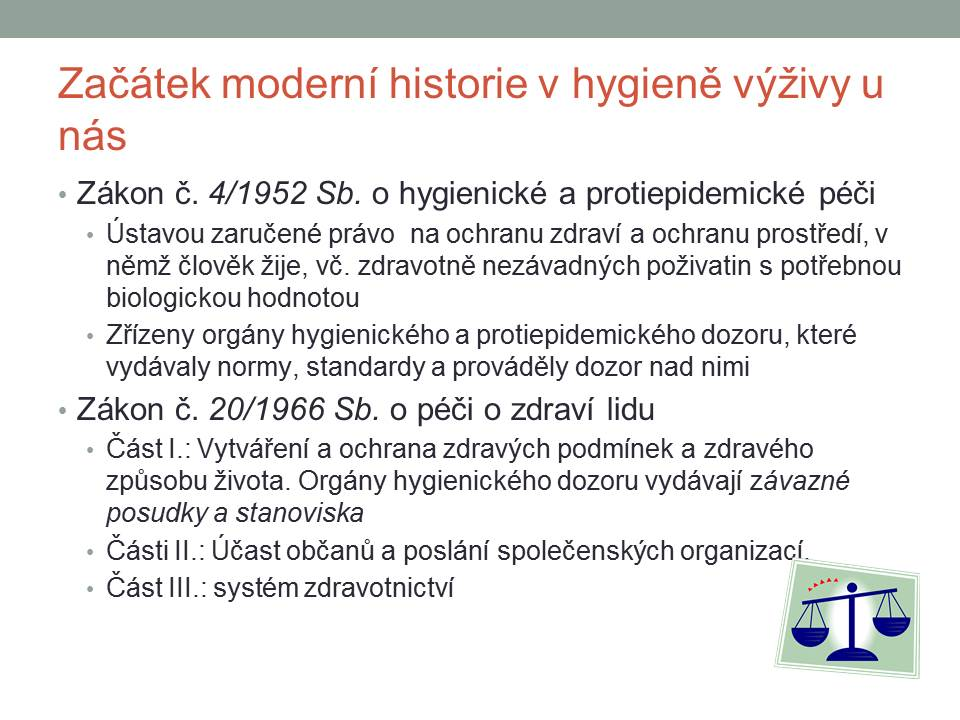 Začátek moderní historie v hygieně výživy u
nás
• Zákon č. 4/1952 Sb. o hygienické a protiepidemické péči
• Ústavou zaručené právo  na ochranu zdraví a ochranu prostředí, v
němž člověk žije, vč. zdravotně nezávadných poživatin s potřebnou
biologickou hodnotou
• Zřízeny orgány hygienického a protiepidemického dozoru, které
vydávaly normy, standardy a prováděly dozor nad nimi
• Zákon č. 20/1966 Sb. o péči o zdraví lidu
• Část I.: Vytváření a ochrana zdravých podmínek a zdravého
způsobu života. Orgány hygienického dozoru vydávají závazné
posudky a stanoviska
• Části II.: Účast občanů a poslání společenských organizací.
• Část III.: systém zdravotnictví